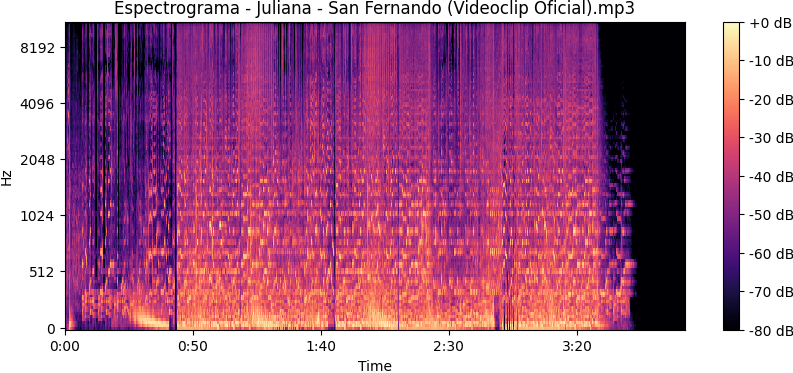 Espectrograma - Juliana - San Fernando (Videoclip Oficial).mp3
Hz
8192
4096
2048
1024
512
0
0:00
0:50
1:40
2:30
3:20
Time
+0 dB
-10 dB
-20 dB
-30 dB
-40 dB
-50 dB
-60 dB
-70 dB
-80 dB